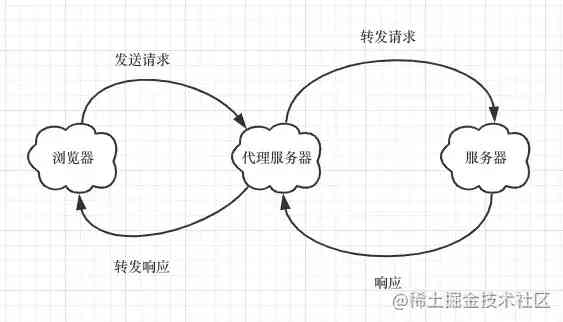 转发请求
发送请求
浏览器
代理服务器
服务器
转发响应
响应
@稀土掘金技术社区